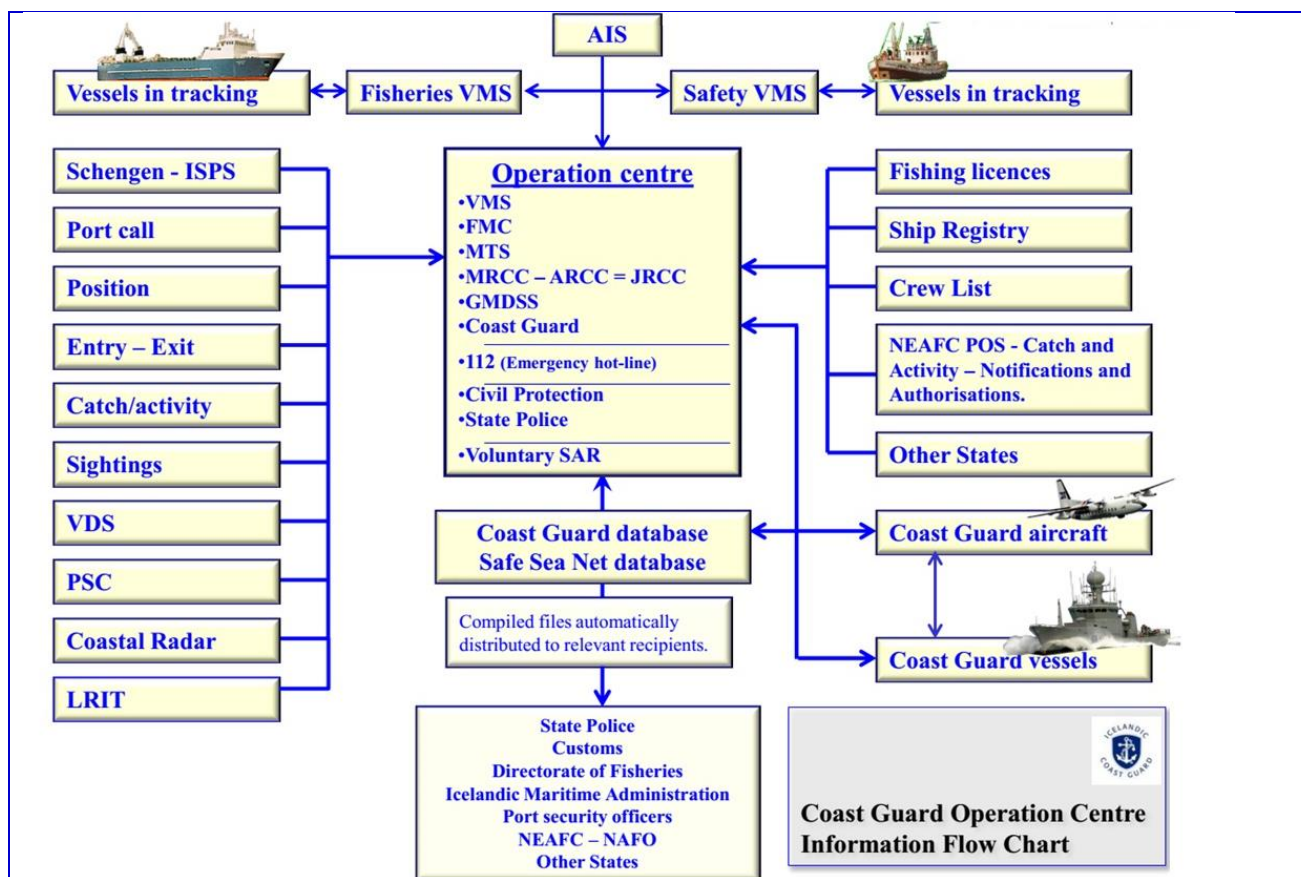 AIS
Vessels in tracking
Fisheries VMS
Safety VMS
Vessels in tracking
Schengen - ISPS
Port call
Position
Entry – Exit
Catch/activity
Sightings
VDS
PSC
Coastal Radar
LRIT
Operation centre
•VMS
•FMC
•MTS
•MRCC – ARCC = JRCC
•GMDSS
•Coast Guard
•112 (Emergency hot-line)
•Civil Protection
•State Police
•Voluntary SAR
Fishing licences
Ship Registry
Crew List
NEAFC POS - Catch and
Activity – Notifications and
Authorisations.
Other States
Coast Guard database
Safe Sea Net database
Coast Guard aircraft
Compiled files automatically
distributed to relevant recipients.
Coast Guard vessels
State Police
Customs
Directorate of Fisheries
Icelandic Maritime Administration
Port security officers
NEAFC – NAFO
Other States
ICELANDIC
COAST GUARD
Coast Guard Operation Centre
Information Flow Chart